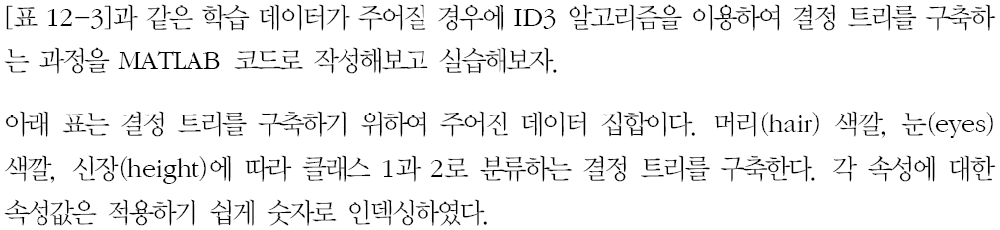 [표 12-3]과 같은 학습 데이터가 주어질 경우에 ID3 알고리즘을 이용하여 결정 트리를 구축하
는 과정을 MATLAB 코드로 작성해보고 실습해보자.
아래 표는 결정 트리를 구축하기 위하여 주어진 데이터 집합이다. 머리(hair) 색깔, 눈(eyes)
색깔, 신장(height)에 따라 클래스 1과 2로 분류하는 결정 트리를 구축한다. 각 속성에 대한
속성값은 적용하기 쉽게 숫자로 인덱싱하였다.